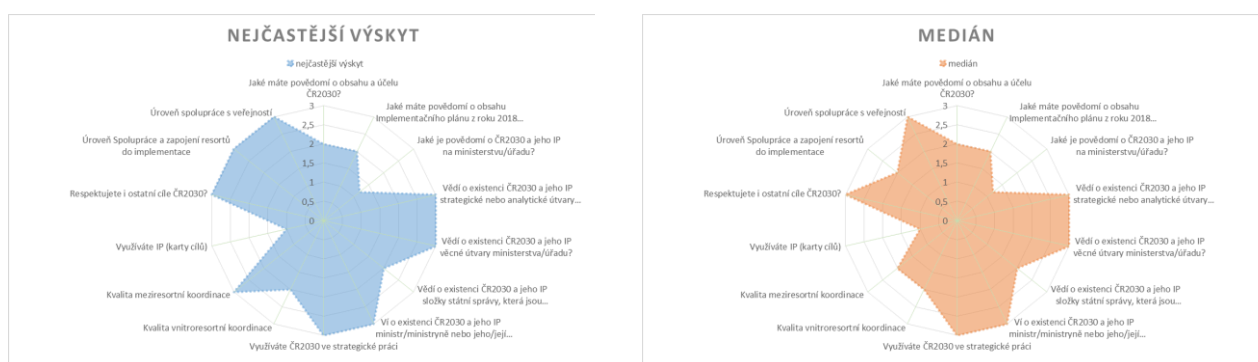 NEJČASTĚJŠÍ VÝSKYT
nejčastější výskyt
Jaké máte povědomí o obsahu a účelu
ČR2030?
Jaké máte povědomí o obsahu
Implementačního plánu z roku 2018...
Jaké je povědomí o ČR2030 a jeho IP
na ministerstvu/úřadu?
Vědí o existenci ČR2030 a jeho IP
strategické nebo analytické útvary...
Vědí o existenci ČR2030 a jeho IP
věcné útvary ministerstva/úřadu?
Vědí o existenci ČR2030 a jeho IP
složky státní správy, která jsou...
Ví o existenci ČR2030 a jeho IP
ministr/ministryně nebo jeho/její...
Využíváte ČR2030 ve strategické práci
Kvalita vnitroresortní koordinace
Kvalita meziresortní koordinace
Využíváte IP (karty cílů)
Respektujete i ostatní cíle ČR2030?
Úroveň Spolupráce a zapojení resortů
do implementace
Úroveň spolupráce s veřejností
3
2,5
2
1,5
1
0,5
0
MEDIÁN
medián
Jaké máte povědomí o obsahu a účelu
ČR2030?
Jaké máte povědomí o obsahu
Implementačního plánu z roku 2018...
Jaké je povědomí o ČR2030 a jeho IP
na ministerstvu/úřadu?
Vědí o existenci ČR2030 a jeho IP
strategické nebo analytické útvary...
Vědí o existenci ČR2030 a jeho IP
věcné útvary ministerstva/úřadu?
Vědí o existenci ČR2030 a jeho IP
složky státní správy, která jsou...
Ví o existenci ČR2030 a jeho IP
ministr/ministryně nebo jeho/její...
Využíváte ČR2030 ve strategické práci
Kvalita vnitroresortní koordinace
Kvalita meziresortní koordinace
Využíváte IP (karty cílů)
Respektujete i ostatní cíle ČR2030?
Úroveň Spolupráce a zapojení resortů
do implementace
Úroveň spolupráce s veřejností
3
2,5
2
1,5
1
0,5
0